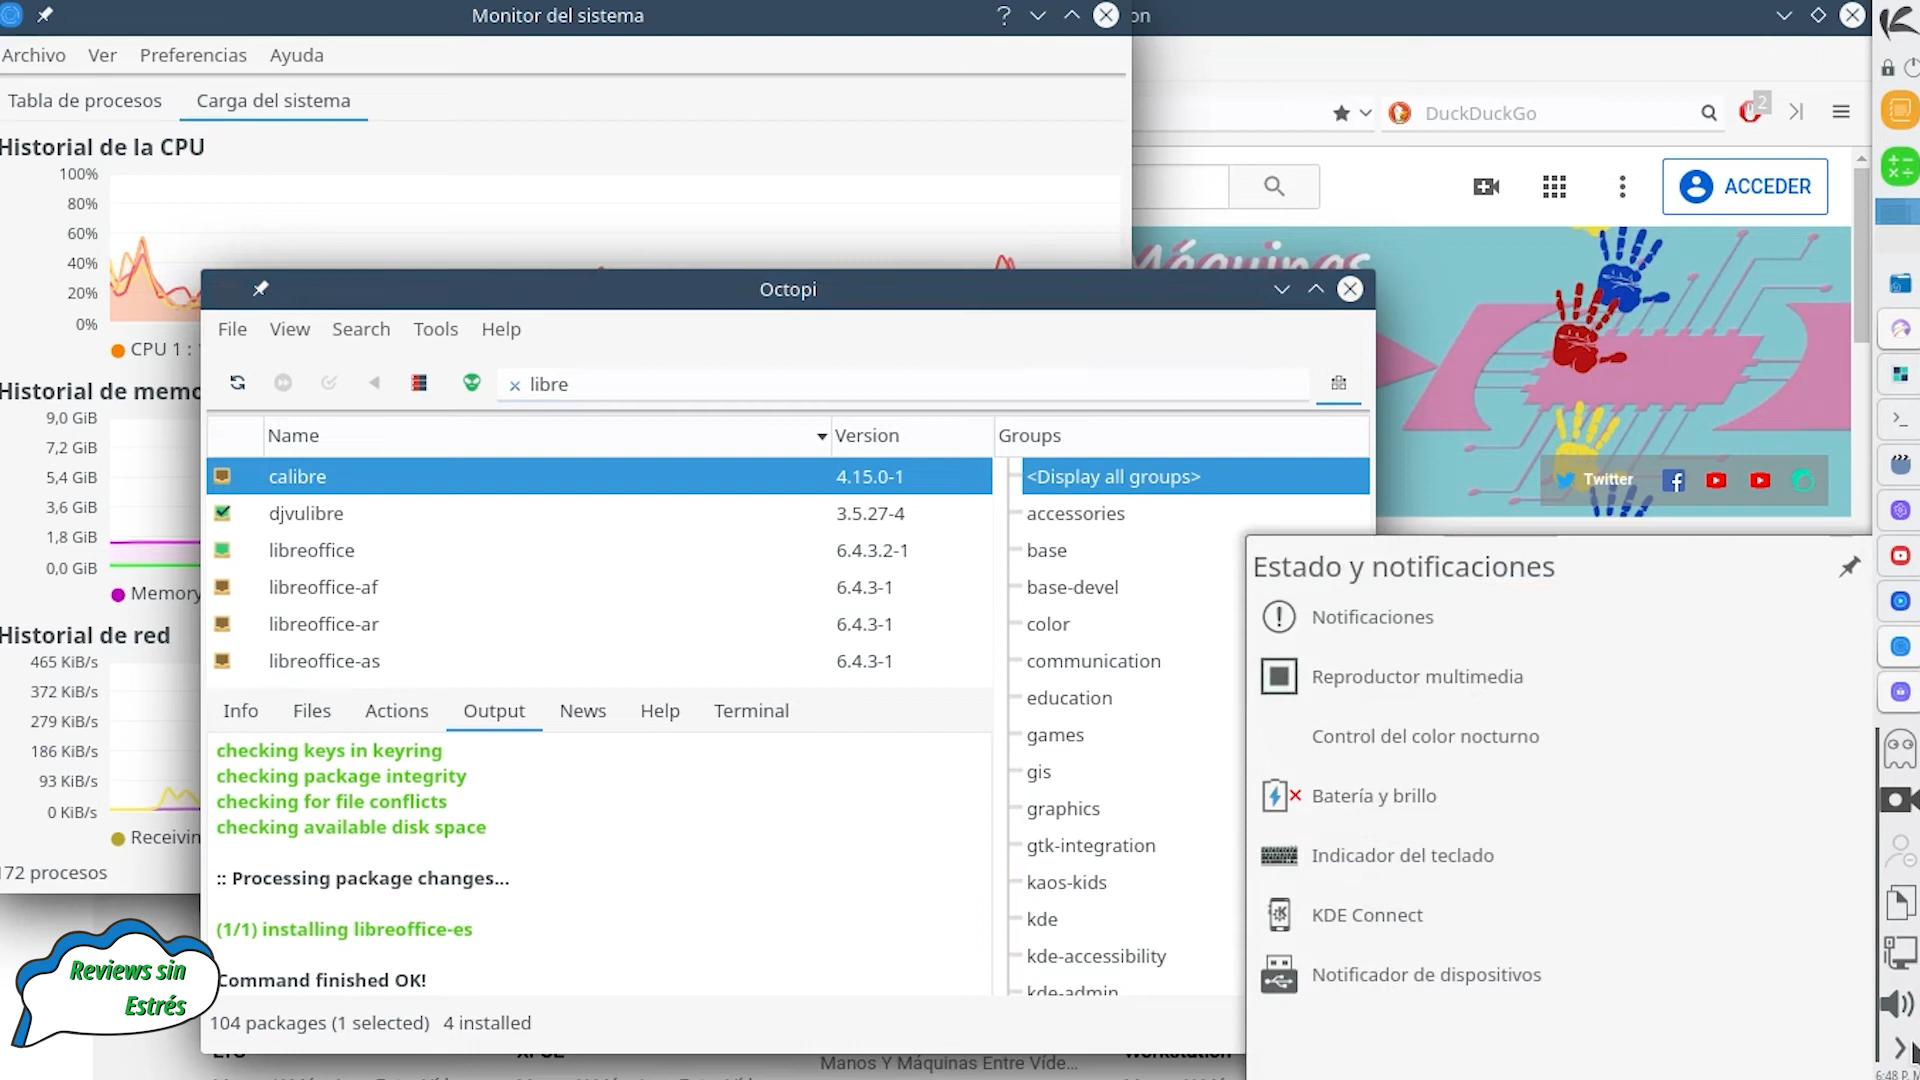 Monitor del sistema
on
Archivo Ver Preferencias Ayuda
Tabla de procesos Carga del sistema
DuckDuckGo
2
Historial de la CPU
100%
80%
60%
40%
20%
0%
CPU 1 :
ACCEDER
Máquinas
Twitter
Historial de memo
9,0 GiB
7,2 GiB
5,4 GiB
3,6 GiB
1,8 GiB
0,0 GiB
Memory
Historial de red
465 KiB/s
372 KiB/s
279 KiB/s
186 KiB/s
93 KiB/s
0 KiB/s
Receivin
172 procesos
Octopi
File View Search Tools Help
libre
Name Version Groups
calibre 4.15.0-1
djvulibre 3.5.27-4
libreoffice 6.4.3.2-1
libreoffice-af 6.4.3-1
libreoffice-ar 6.4.3-1
libreoffice-as 6.4.3-1
<Display all groups>
accessories
base
base-devel
color
communication
education
games
gis
graphics
gtk-integration
kaos-kids
kde
kde-accessibility
kde-admin
Info Files Actions Output News Help Terminal
checking keys in keyring
checking package integrity
checking for file conflicts
checking available disk space
:: Processing package changes...
(1/1) installing libreoffice-es
Command finished OK!
104 packages (1 selected) 4 installed
Estado y notificaciones
Notificaciones
Reproductor multimedia
Control del color nocturno
Batería y brillo
Indicador del teclado
KDE Connect
Notificador de dispositivos
Reviews sin
Estrés
Workstation
Manos Y Máquinas Entre Víde...
6:48 P. M